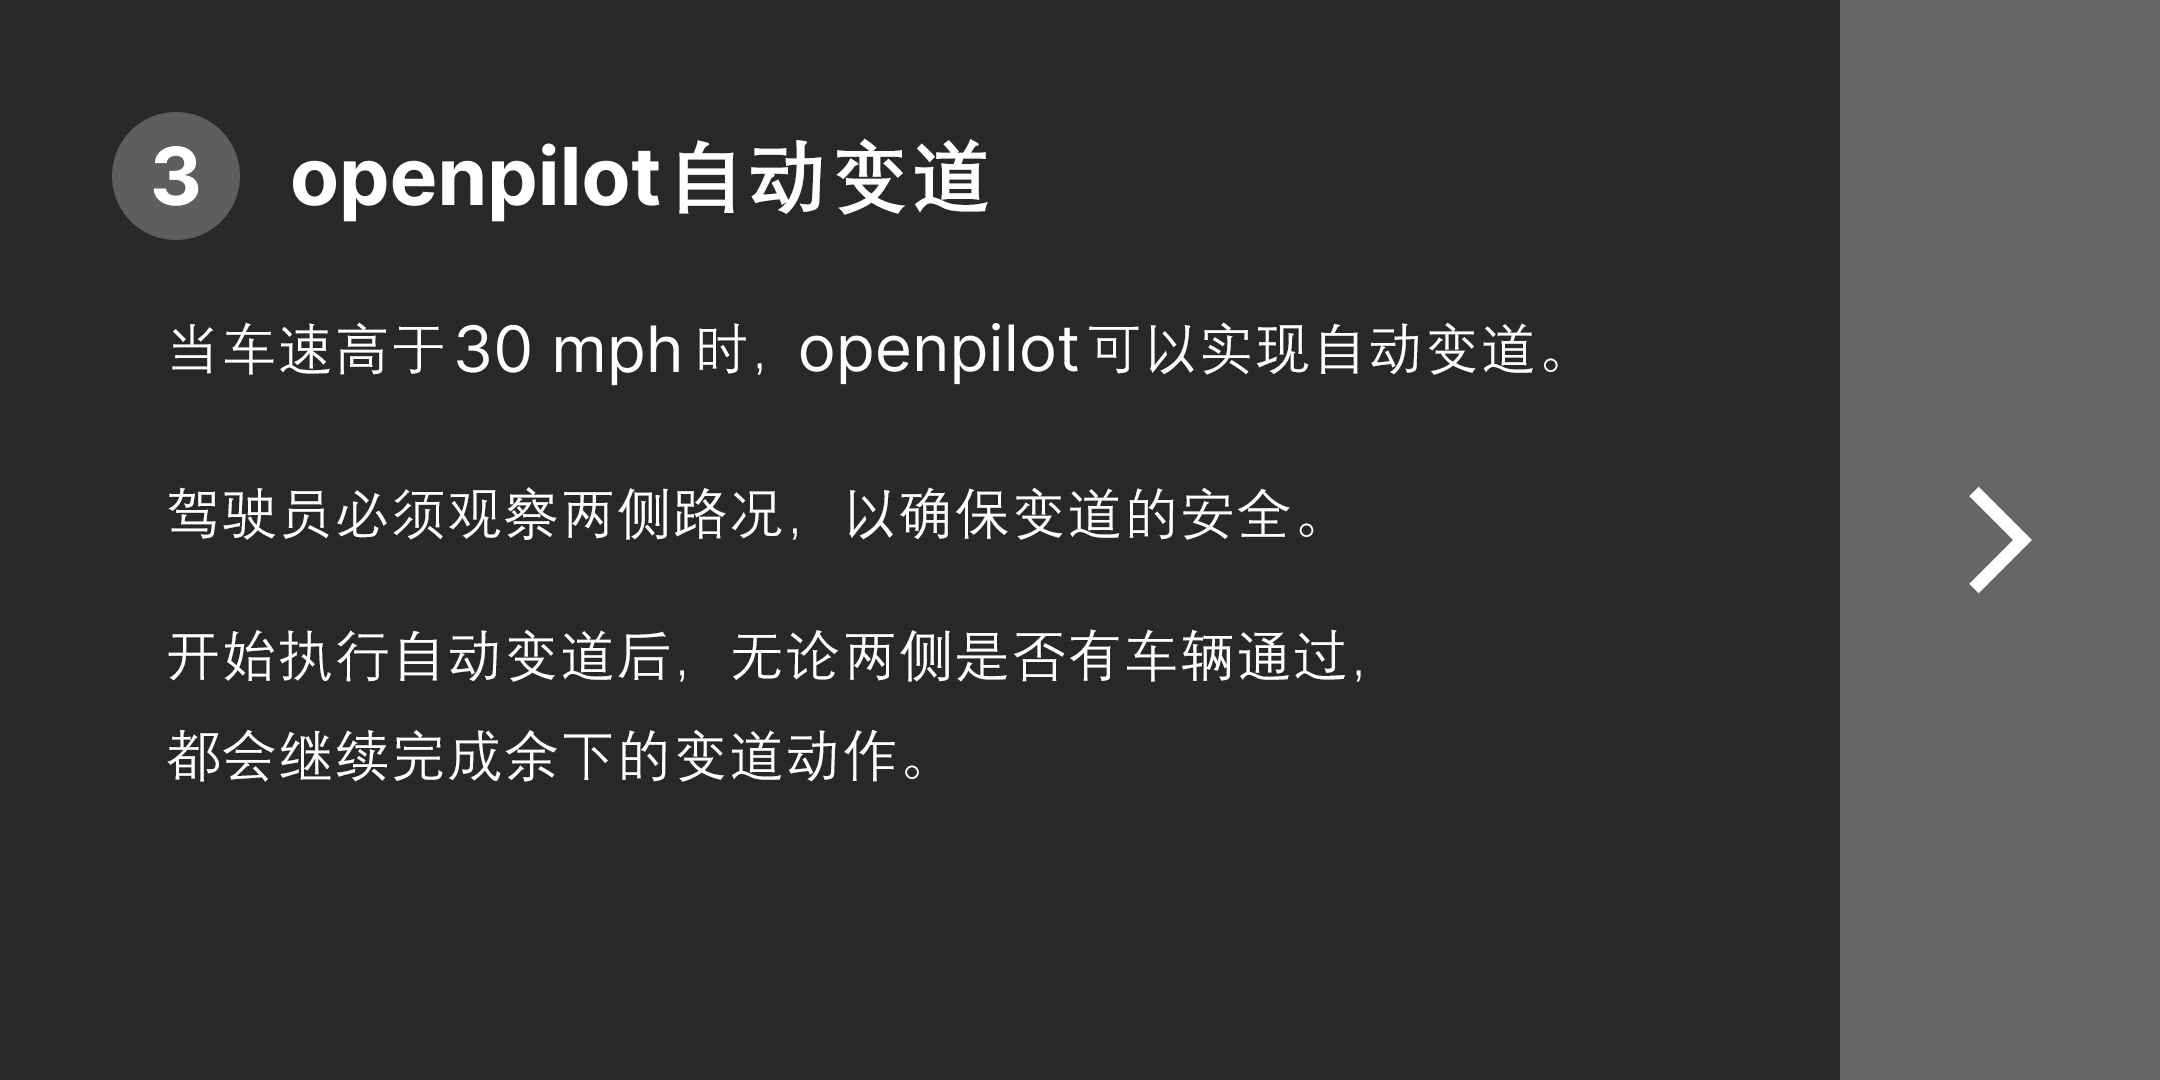 3 openpilot自动变道
当车速高于30 mph时，openpilot可以实现自动变道。
驾驶员必须观察两侧路况，以确保变道的安全。
开始执行自动变道后，无论两侧是否有车辆通过，
都会继续完成余下的变道动作。